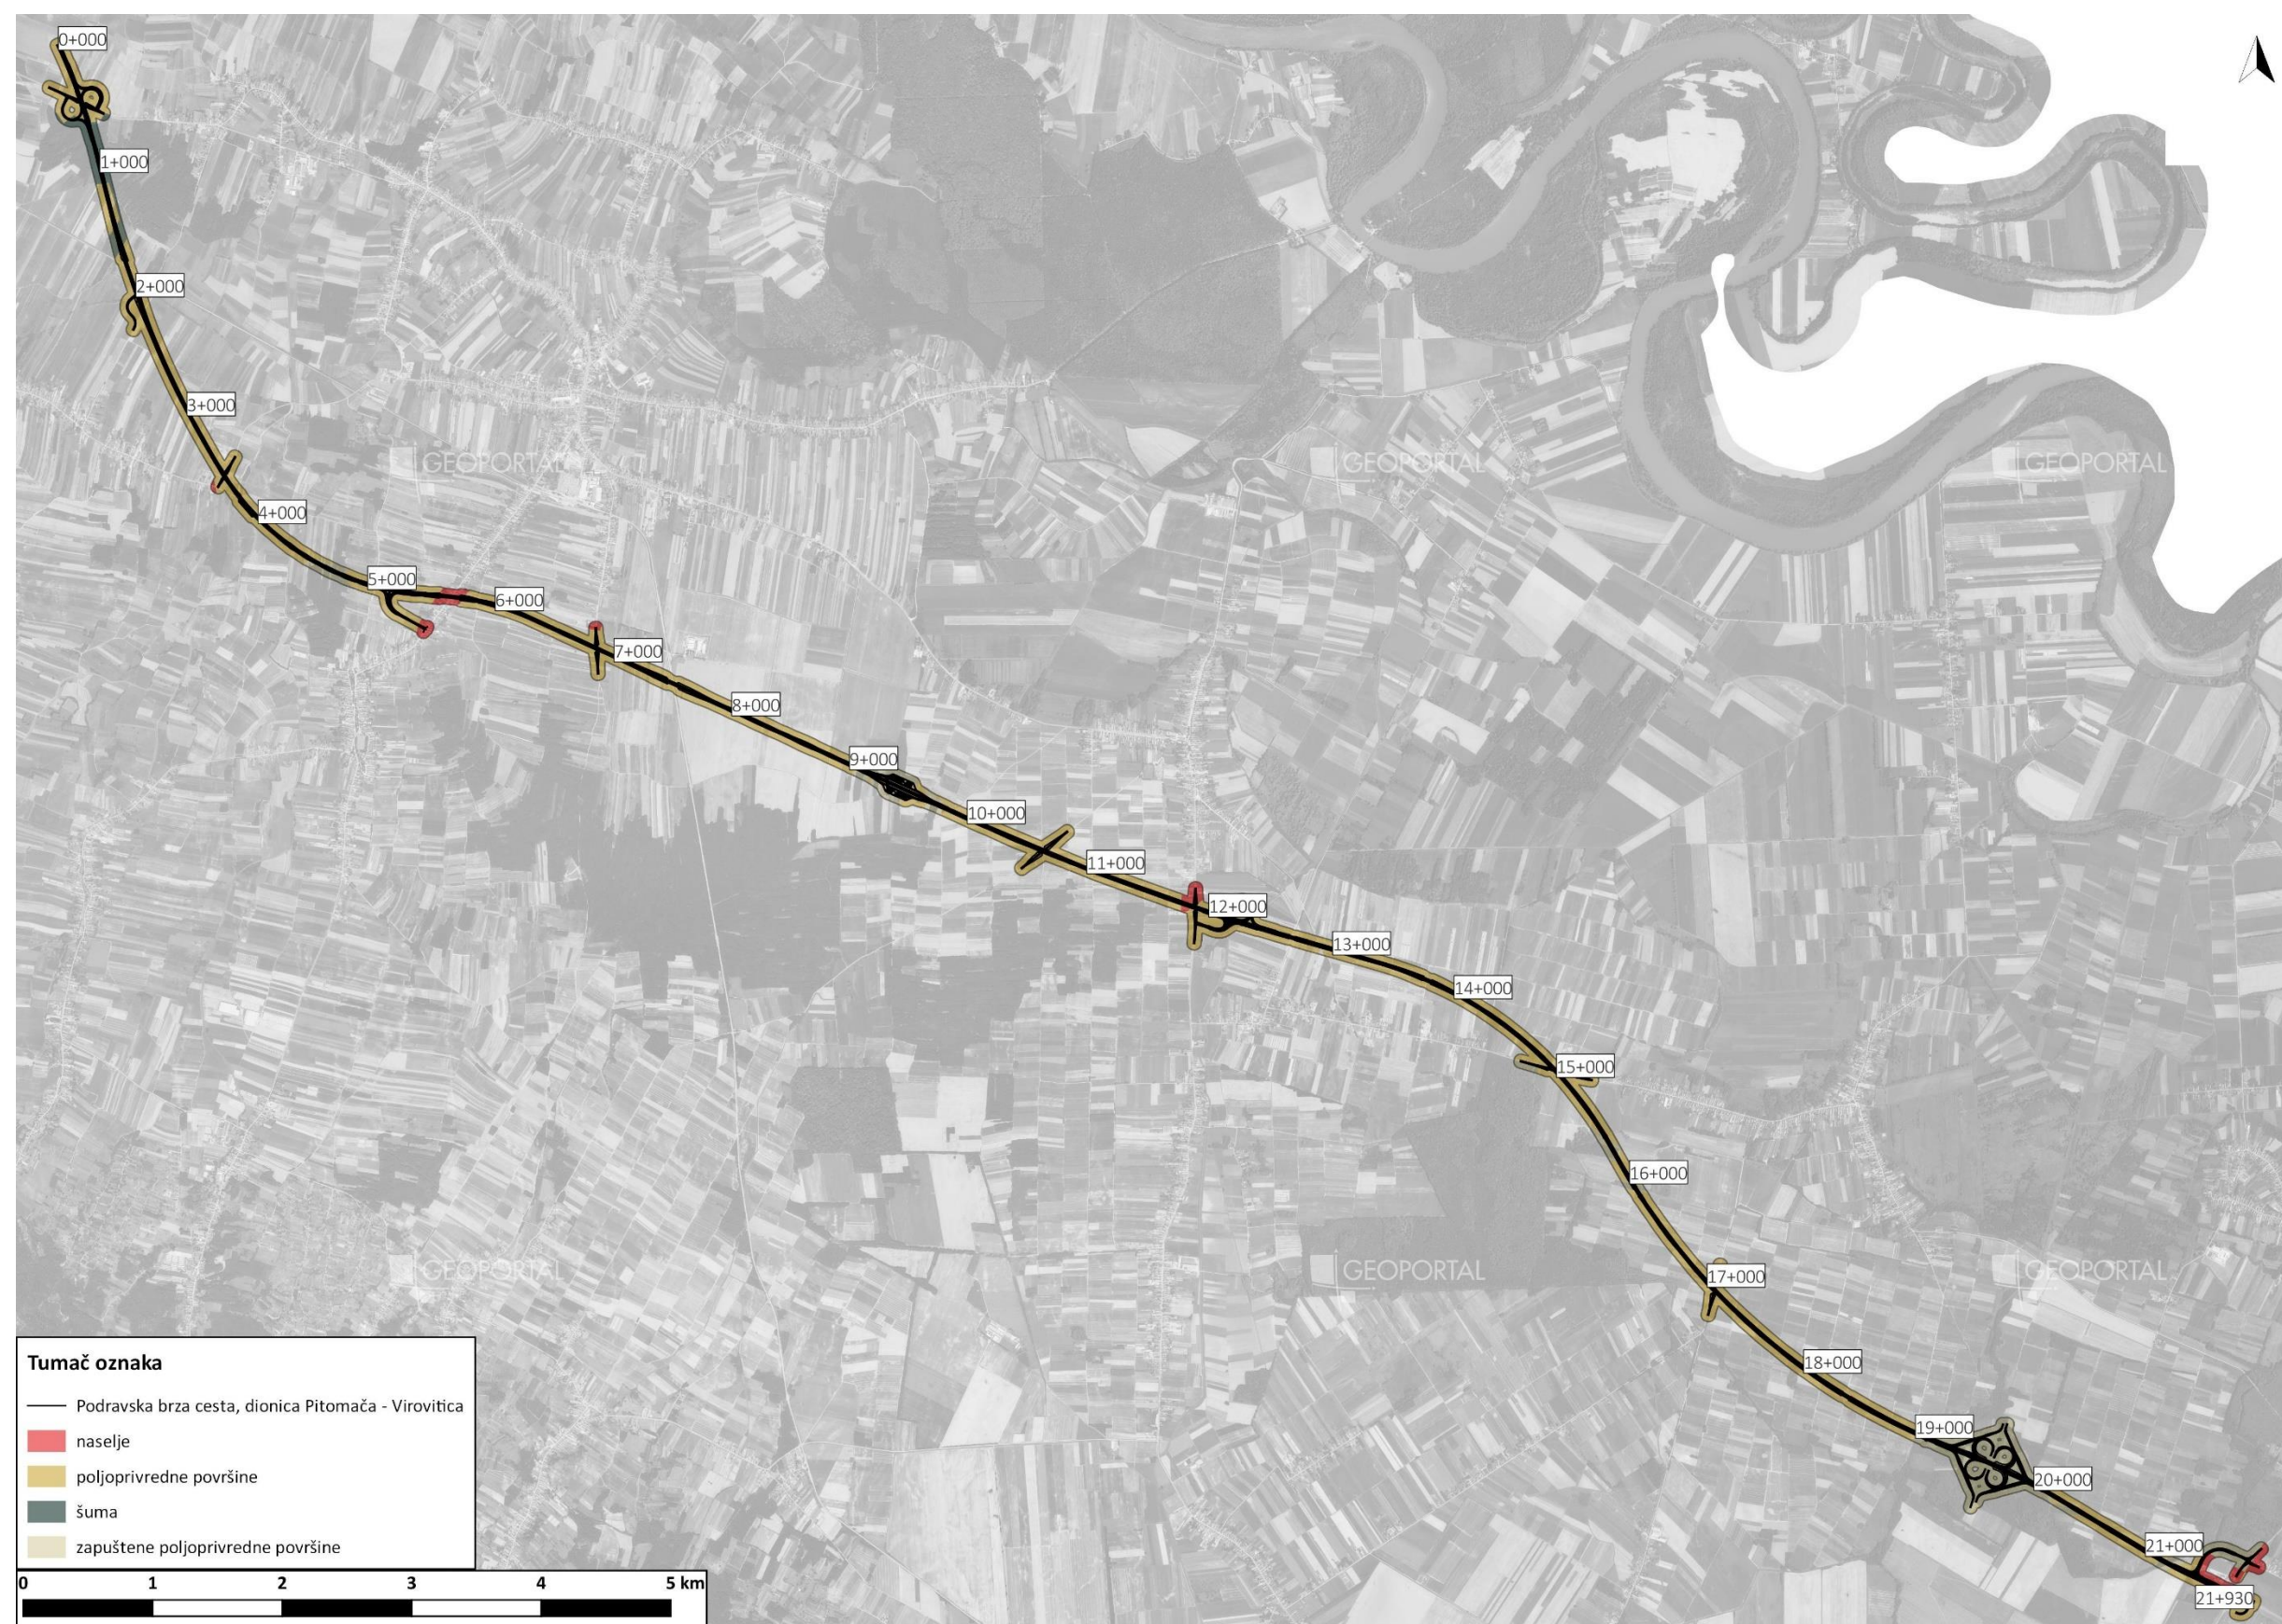 0+000
1+000
2+000
3+000
GEOPORTAL
GEOPORTAL
GEOPORTAL
4+000
5+000
6+000
7+000
8+000
9+000
10+000
11+000
12+000
13+000
14+000
15+000
16+000
GEOPORTAL
GEOPORTAL
GEOPORTAL
17+000
18+000
19+000
20+000
21+000
21+930
Tumač oznaka
Podravska brza cesta, dionica Pitomača - Virovitica
naselje
poljoprivredne površine
šuma
zapuštene poljoprivredne površine
0 1 2 3 4 5 km